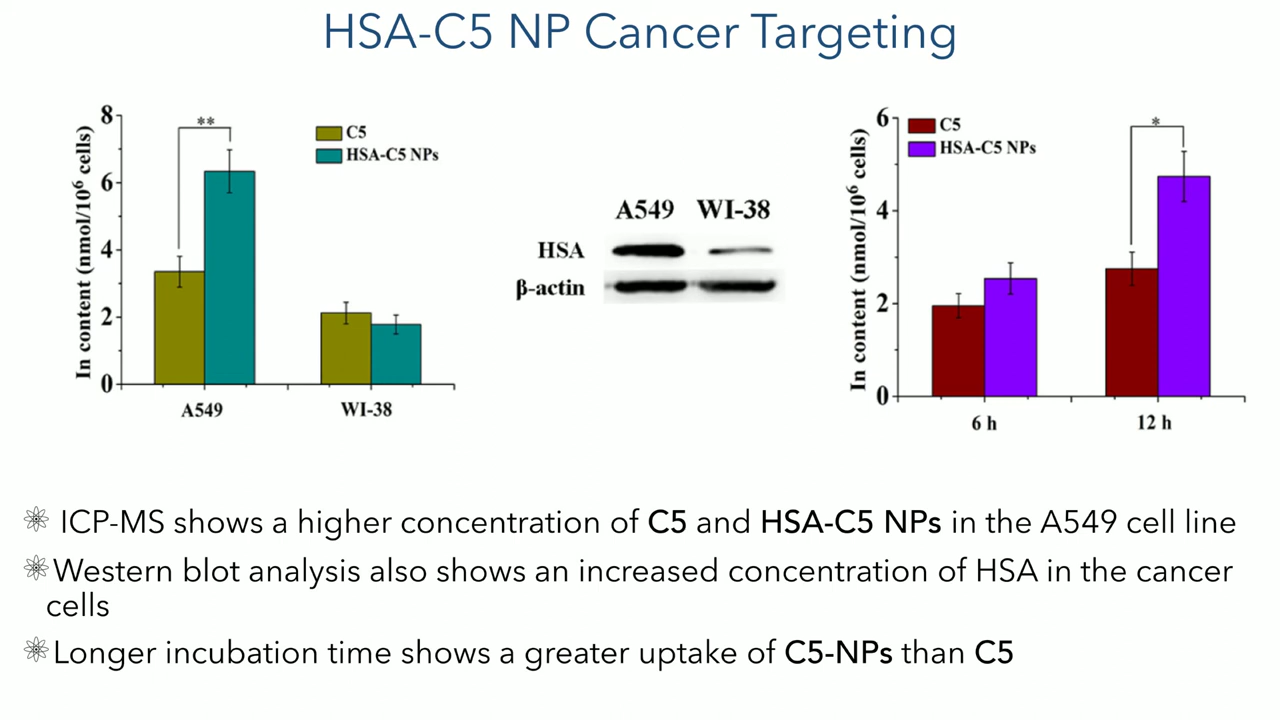 HSA-C5 NP Cancer Targeting
In content (nmol/10⁶ cells)
8
6
4
2
0
**
C5
HSA-C5 NPs
A549
WI-38
A549 WI-38
HSA
β-actin
In content (nmol/10⁶ cells)
6
4
2
0
C5
HSA-C5 NPs
*
6 h
12 h
ICP-MS shows a higher concentration of C5 and HSA-C5 NPs in the A549 cell line
Western blot analysis also shows an increased concentration of HSA in the cancer
cells
Longer incubation time shows a greater uptake of C5-NPs than C5